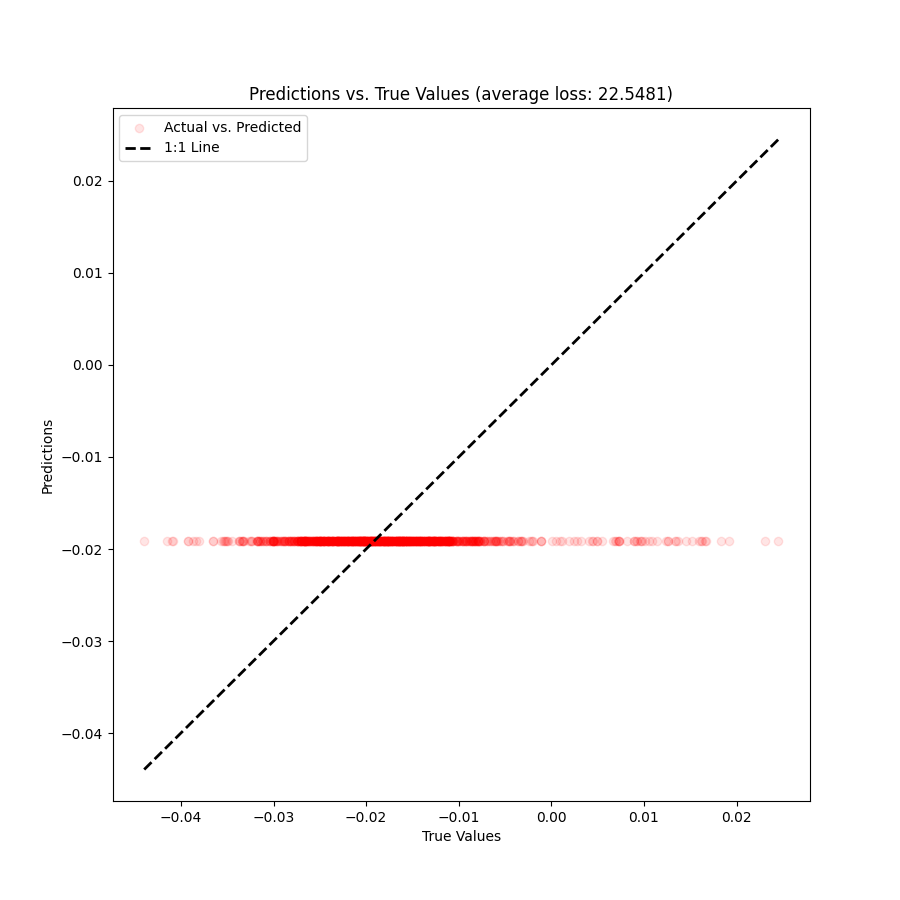 Predictions vs. True Values (average loss: 22.5481)
Actual vs. Predicted
1:1 Line
0.02
0.01
0.00
−0.01
−0.02
−0.03
−0.04
Predictions
−0.04
−0.03
−0.02
−0.01
0.00
0.01
0.02
True Values